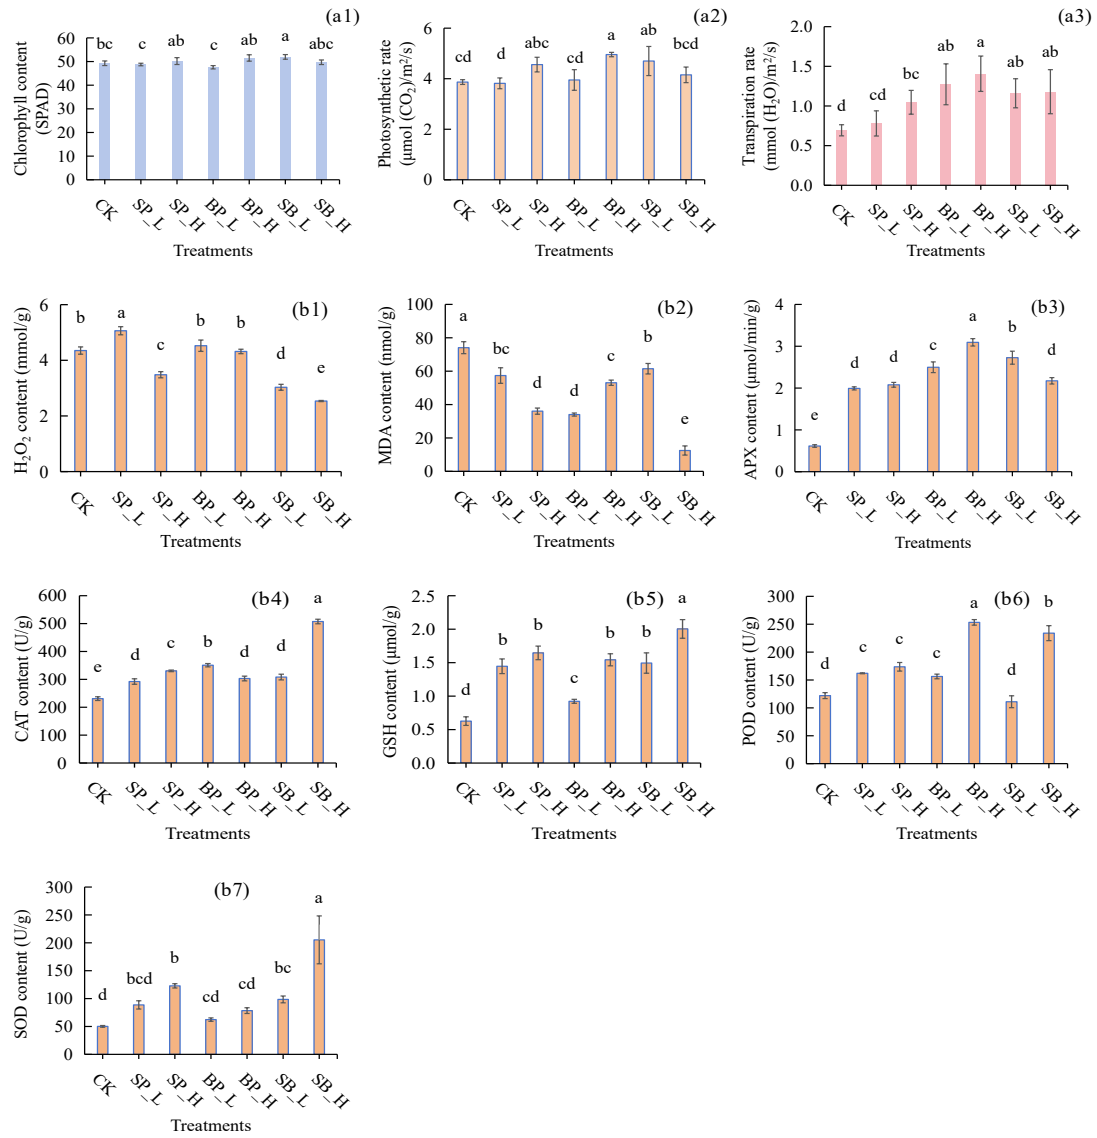 (a1)
Chlorophyll content
(SPAD)
60
50
40
30
20
10
0
bc c ab c ab a abc
CK SP_L SP_H BP_L BP_H SB_L SB_H
Treatments
(a2)
Photosynthetic rate
(μmol (CO₂)/m²/s)
6
4
2
0
cd d abc cd a ab bcd
CK SP_L SP_H BP_L BP_H SB_L SB_H
Treatments
(a3)
Transpiration rate
(mmol (H₂O)/m²/s)
2.0
1.5
1.0
0.5
0.0
d cd bc ab a ab ab
CK SP_L SP_H BP_L BP_H SB_L SB_H
Treatments
(b1)
H₂O₂ content (mmol/g)
6
4
2
0
b a c b b d e
CK SP_L SP_H BP_L BP_H SB_L SB_H
Treatments
(b2)
MDA content (nmol/g)
100
80
60
40
20
0
a bc d d c b e
CK SP_L SP_H BP_L BP_H SB_L SB_H
Treatments
(b3)
APX content (μmol/min/g)
4
3
2
1
0
e d d c a b d
CK SP_L SP_H BP_L BP_H SB_L SB_H
Treatments
(b4)
CAT content (U/g)
600
500
400
300
200
100
0
e d c b d d a
CK SP_L SP_H BP_L BP_H SB_L SB_H
Treatments
(b5)
GSH content (μmol/g)
2.5
2.0
1.5
1.0
0.5
0.0
d b b c b b a
CK SP_L SP_H BP_L BP_H SB_L SB_H
Treatments
(b6)
POD content (U/g)
300
250
200
150
100
50
0
d c c c a d b
CK SP_L SP_H BP_L BP_H SB_L SB_H
Treatments
(b7)
SOD content (U/g)
300
250
200
150
100
50
0
d bcd b cd cd bc a
CK SP_L SP_H BP_L BP_H SB_L SB_H
Treatments